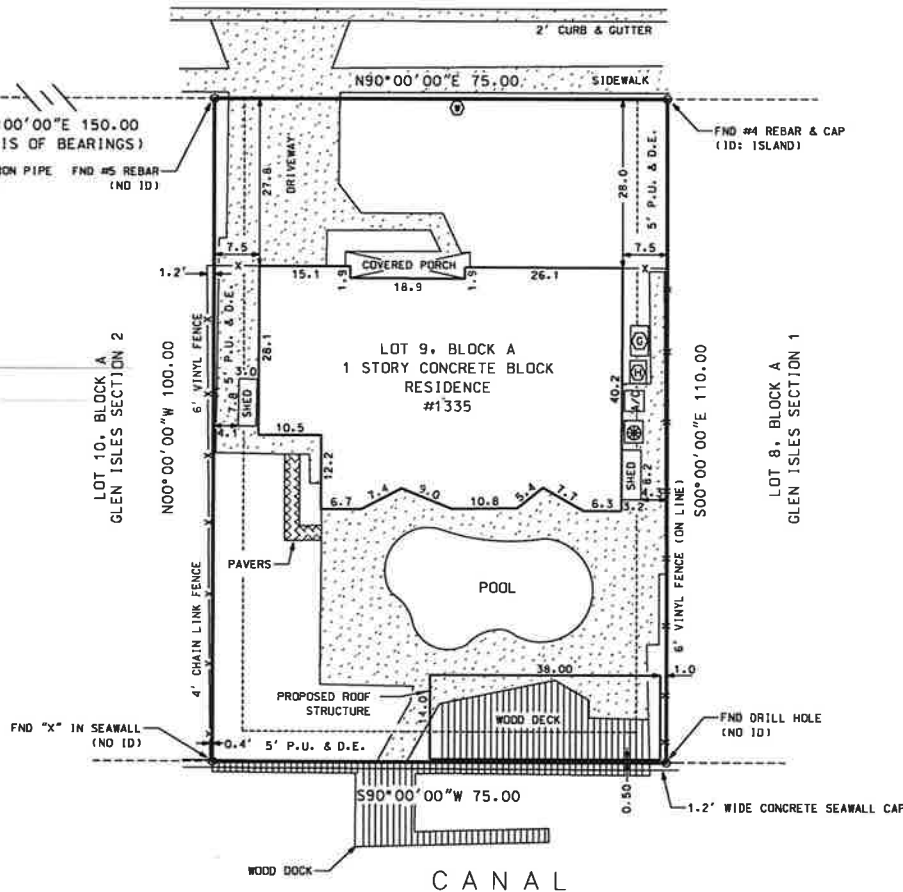 2' CURB & GUTTER
N90°00'00"E 75.00
SIDEWALK
00'00"E 150.00
IS OF BEARINGS)
RON PIPE
FND #5 REBAR
(NO ID)
W
FND #4 REBAR & CAP
(ID: ISLAND)
DRIVEWAY
27.8
28.0
5' P.U. & D.E.
7.5
7.5
1.2'
X
X
15.1
1.9
COVERED PORCH
18.9
1.9
26.1
LOT 10, BLOCK A
GLEN ISLES SECTION 2
N00°00'00"W 100.00
6' VINYL FENCE
5' P.U. & D.E.
28.1
LOT 9, BLOCK A
1 STORY CONCRETE BLOCK
RESIDENCE
#1335
40.2
G
H
A/C
S00°00'00"E 110.00
LOT 8, BLOCK A
GLEN ISLES SECTION 1
3.0
7.8
SHED
4.1
10.5
12.2
SHED
8.2
4.3
3.2
6.7
7.4
9.0
10.8
5.4
7.7
6.3
PAVERS
POOL
4' CHAIN LINK FENCE
6' VINYL FENCE (ON LINE)
38.00
1.0
PROPOSED ROOF
STRUCTURE
14.0
WOOD DECK
FND "X" IN SEAWALL
(NO ID)
0.4'
5' P.U. & D.E.
FND DRILL HOLE
(NO ID)
S90°00'00"W 75.00
0.50
1.2' WIDE CONCRETE SEAWALL CAP
WOOD DOCK
CANAL